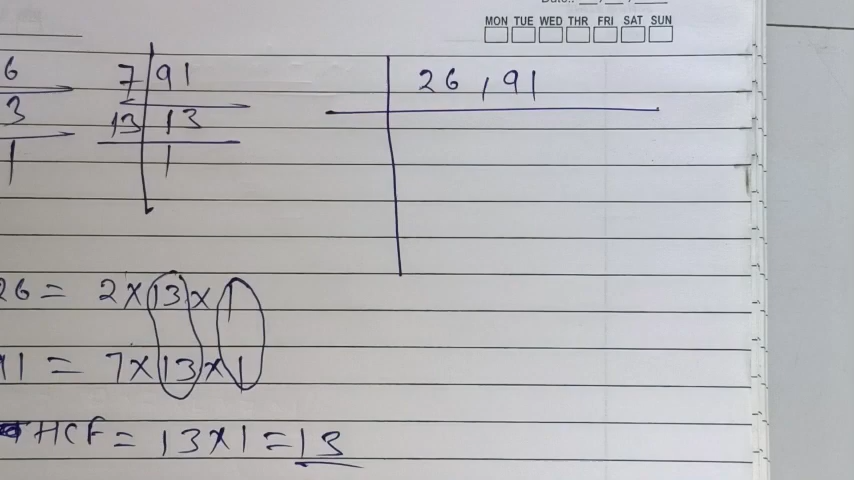 MON TUE WED THR FRI SAT SUN
6
3
1
7 91
13 13
1
26 , 91
26 = 2×13×1
91 = 7×13×1
HCF = 13×1 = 13